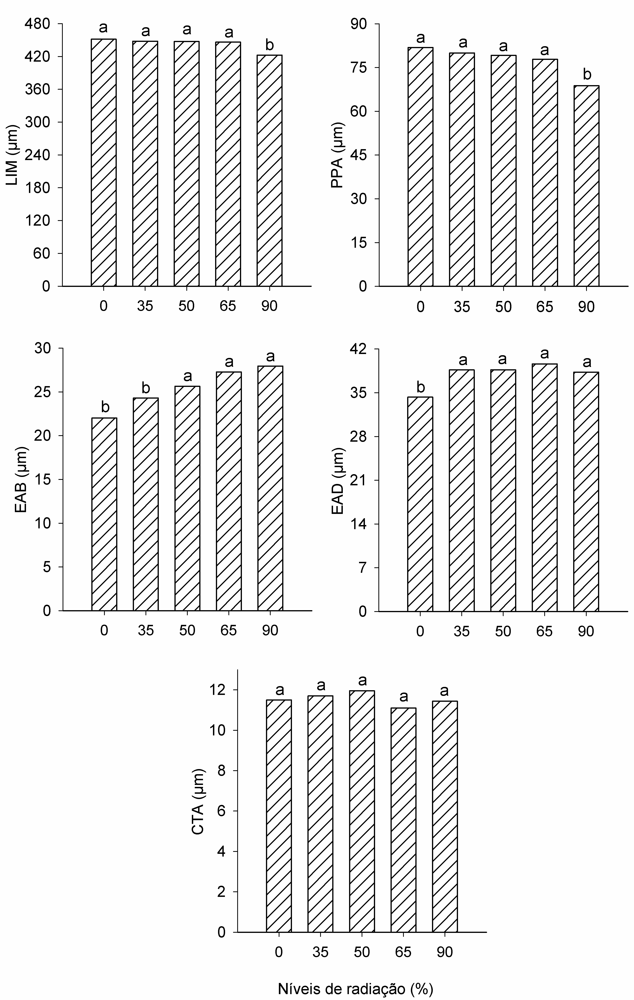 480
420
360
300
240
180
120
60
0
LIM (µm)
a
a
a
a
b
0 35 50 65 90
90
75
60
45
30
15
0
PPA (µm)
a
a
a
a
b
0 35 50 65 90
30
25
20
15
10
5
0
EAB (µm)
b
b
a
a
a
0 35 50 65 90
42
35
28
21
14
7
0
EAD (µm)
b
a
a
a
a
0 35 50 65 90
12
10
8
6
4
2
0
CTA (µm)
a
a
a
a
a
0 35 50 65 90
Níveis de radiação (%)